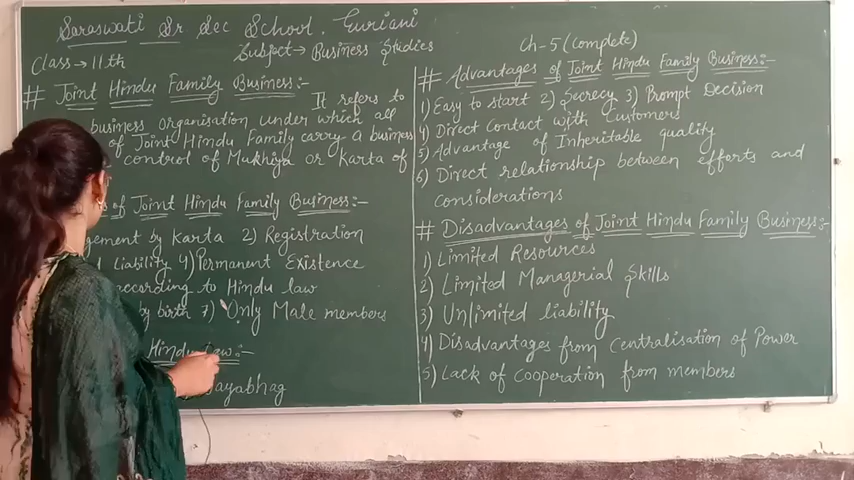 Saraswati Sr Sec School, Guriani
Class→11th Subject→ Business Studies
Ch-5 (complete)
# Joint Hindu Family Business:-
It refers to
business organisation under which all
of Joint Hindu Family carry a business
control of Mukhiya or Karta of
of Joint Hindu Family Business:-
gement by Karta 2) Registration
liability 4) Permanent Existence
according to Hindu law
by birth 7) Only Male members
Hindu Law:-
Dayabhag
# Advantages of Joint Hindu Family Business:-
1) Easy to start 2) Secrecy 3) Prompt Decision
4) Direct Contact with Customers
5) Advantage of Inheritable quality
6) Direct relationship between efforts and
considerations
# Disadvantages of Joint Hindu Family Business:-
1) Limited Resources
2) Limited Managerial Skills
3) Unlimited liability
4) Disadvantages from Centralisation of Power
5) Lack of Cooperation from members